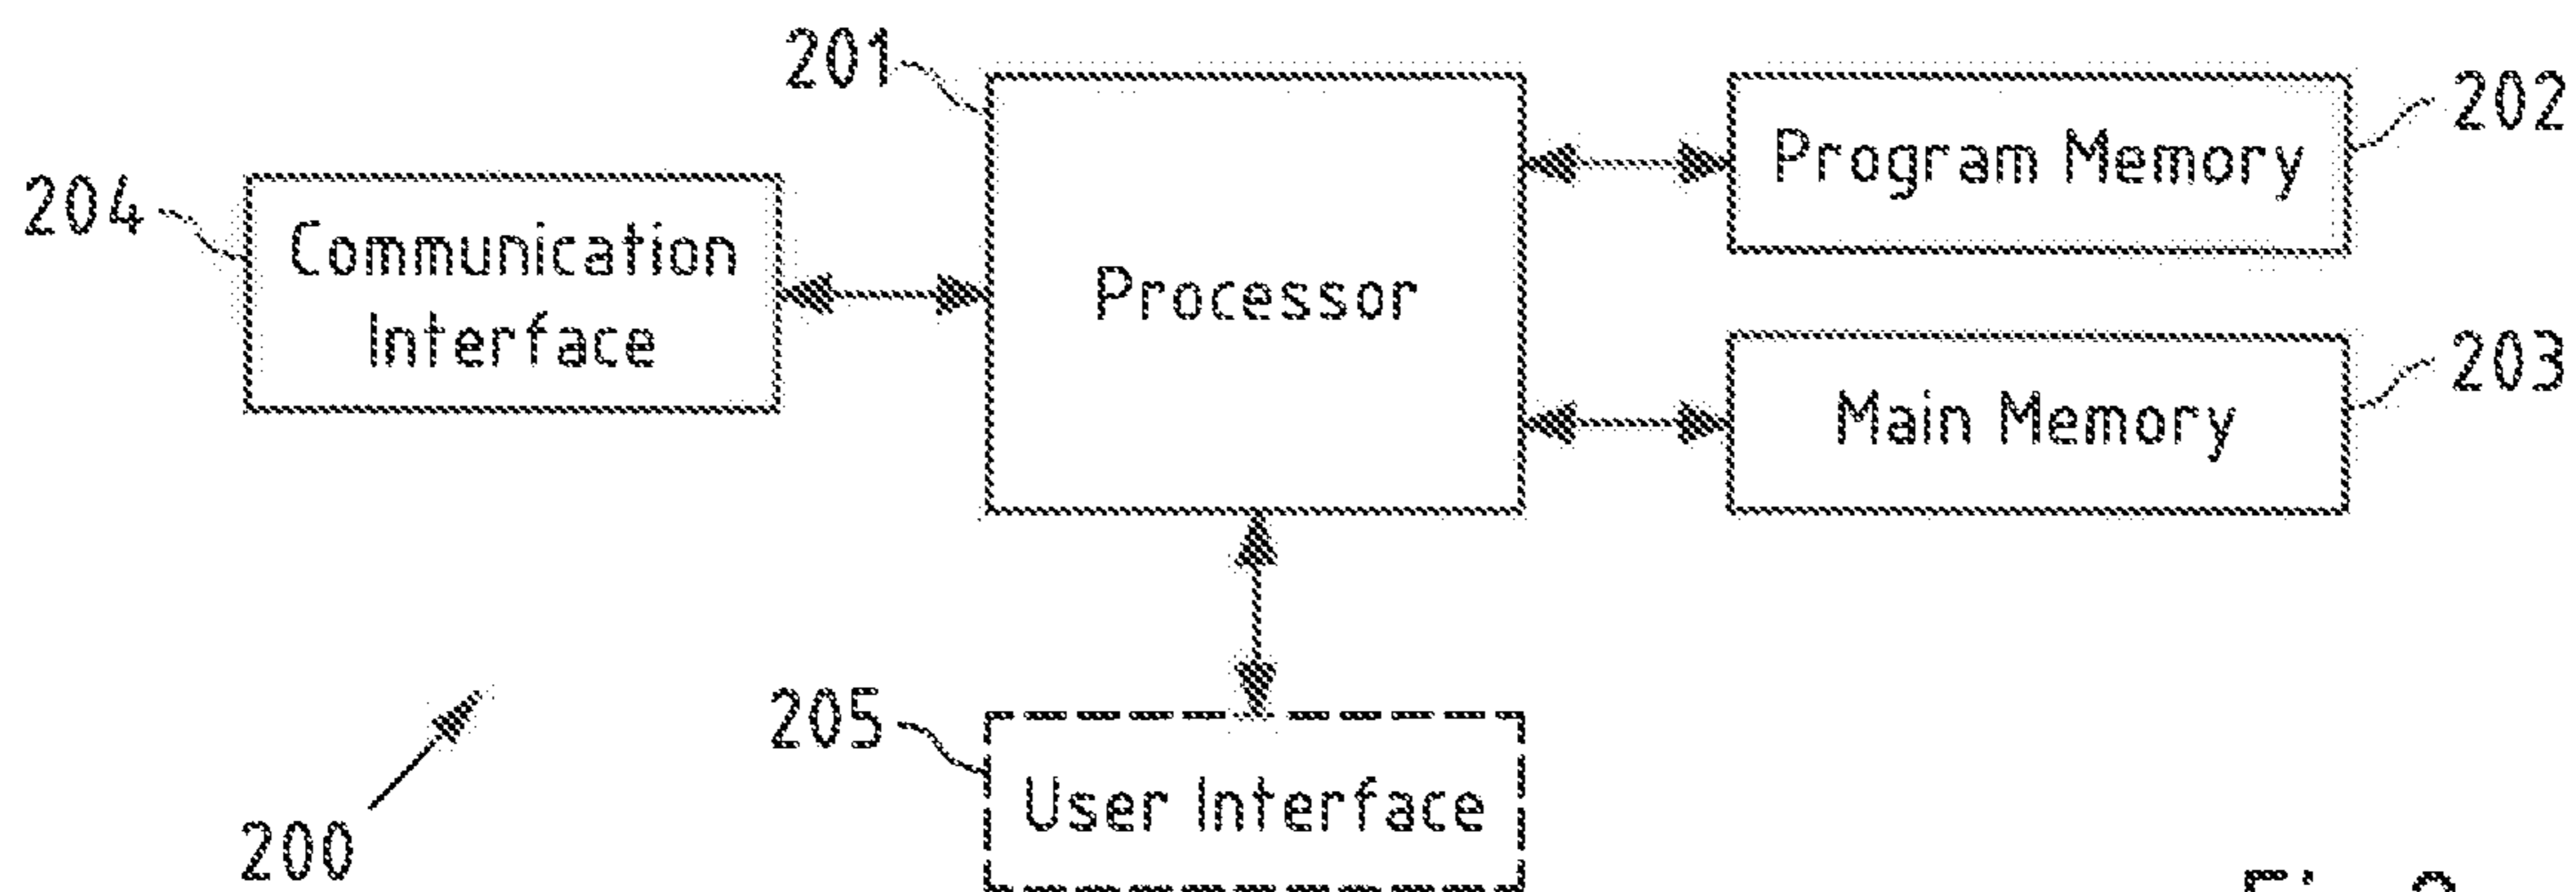 201
202
Program Memory
204
Communication
Interface
Processor
203
Main Memory
205
User Interface
200